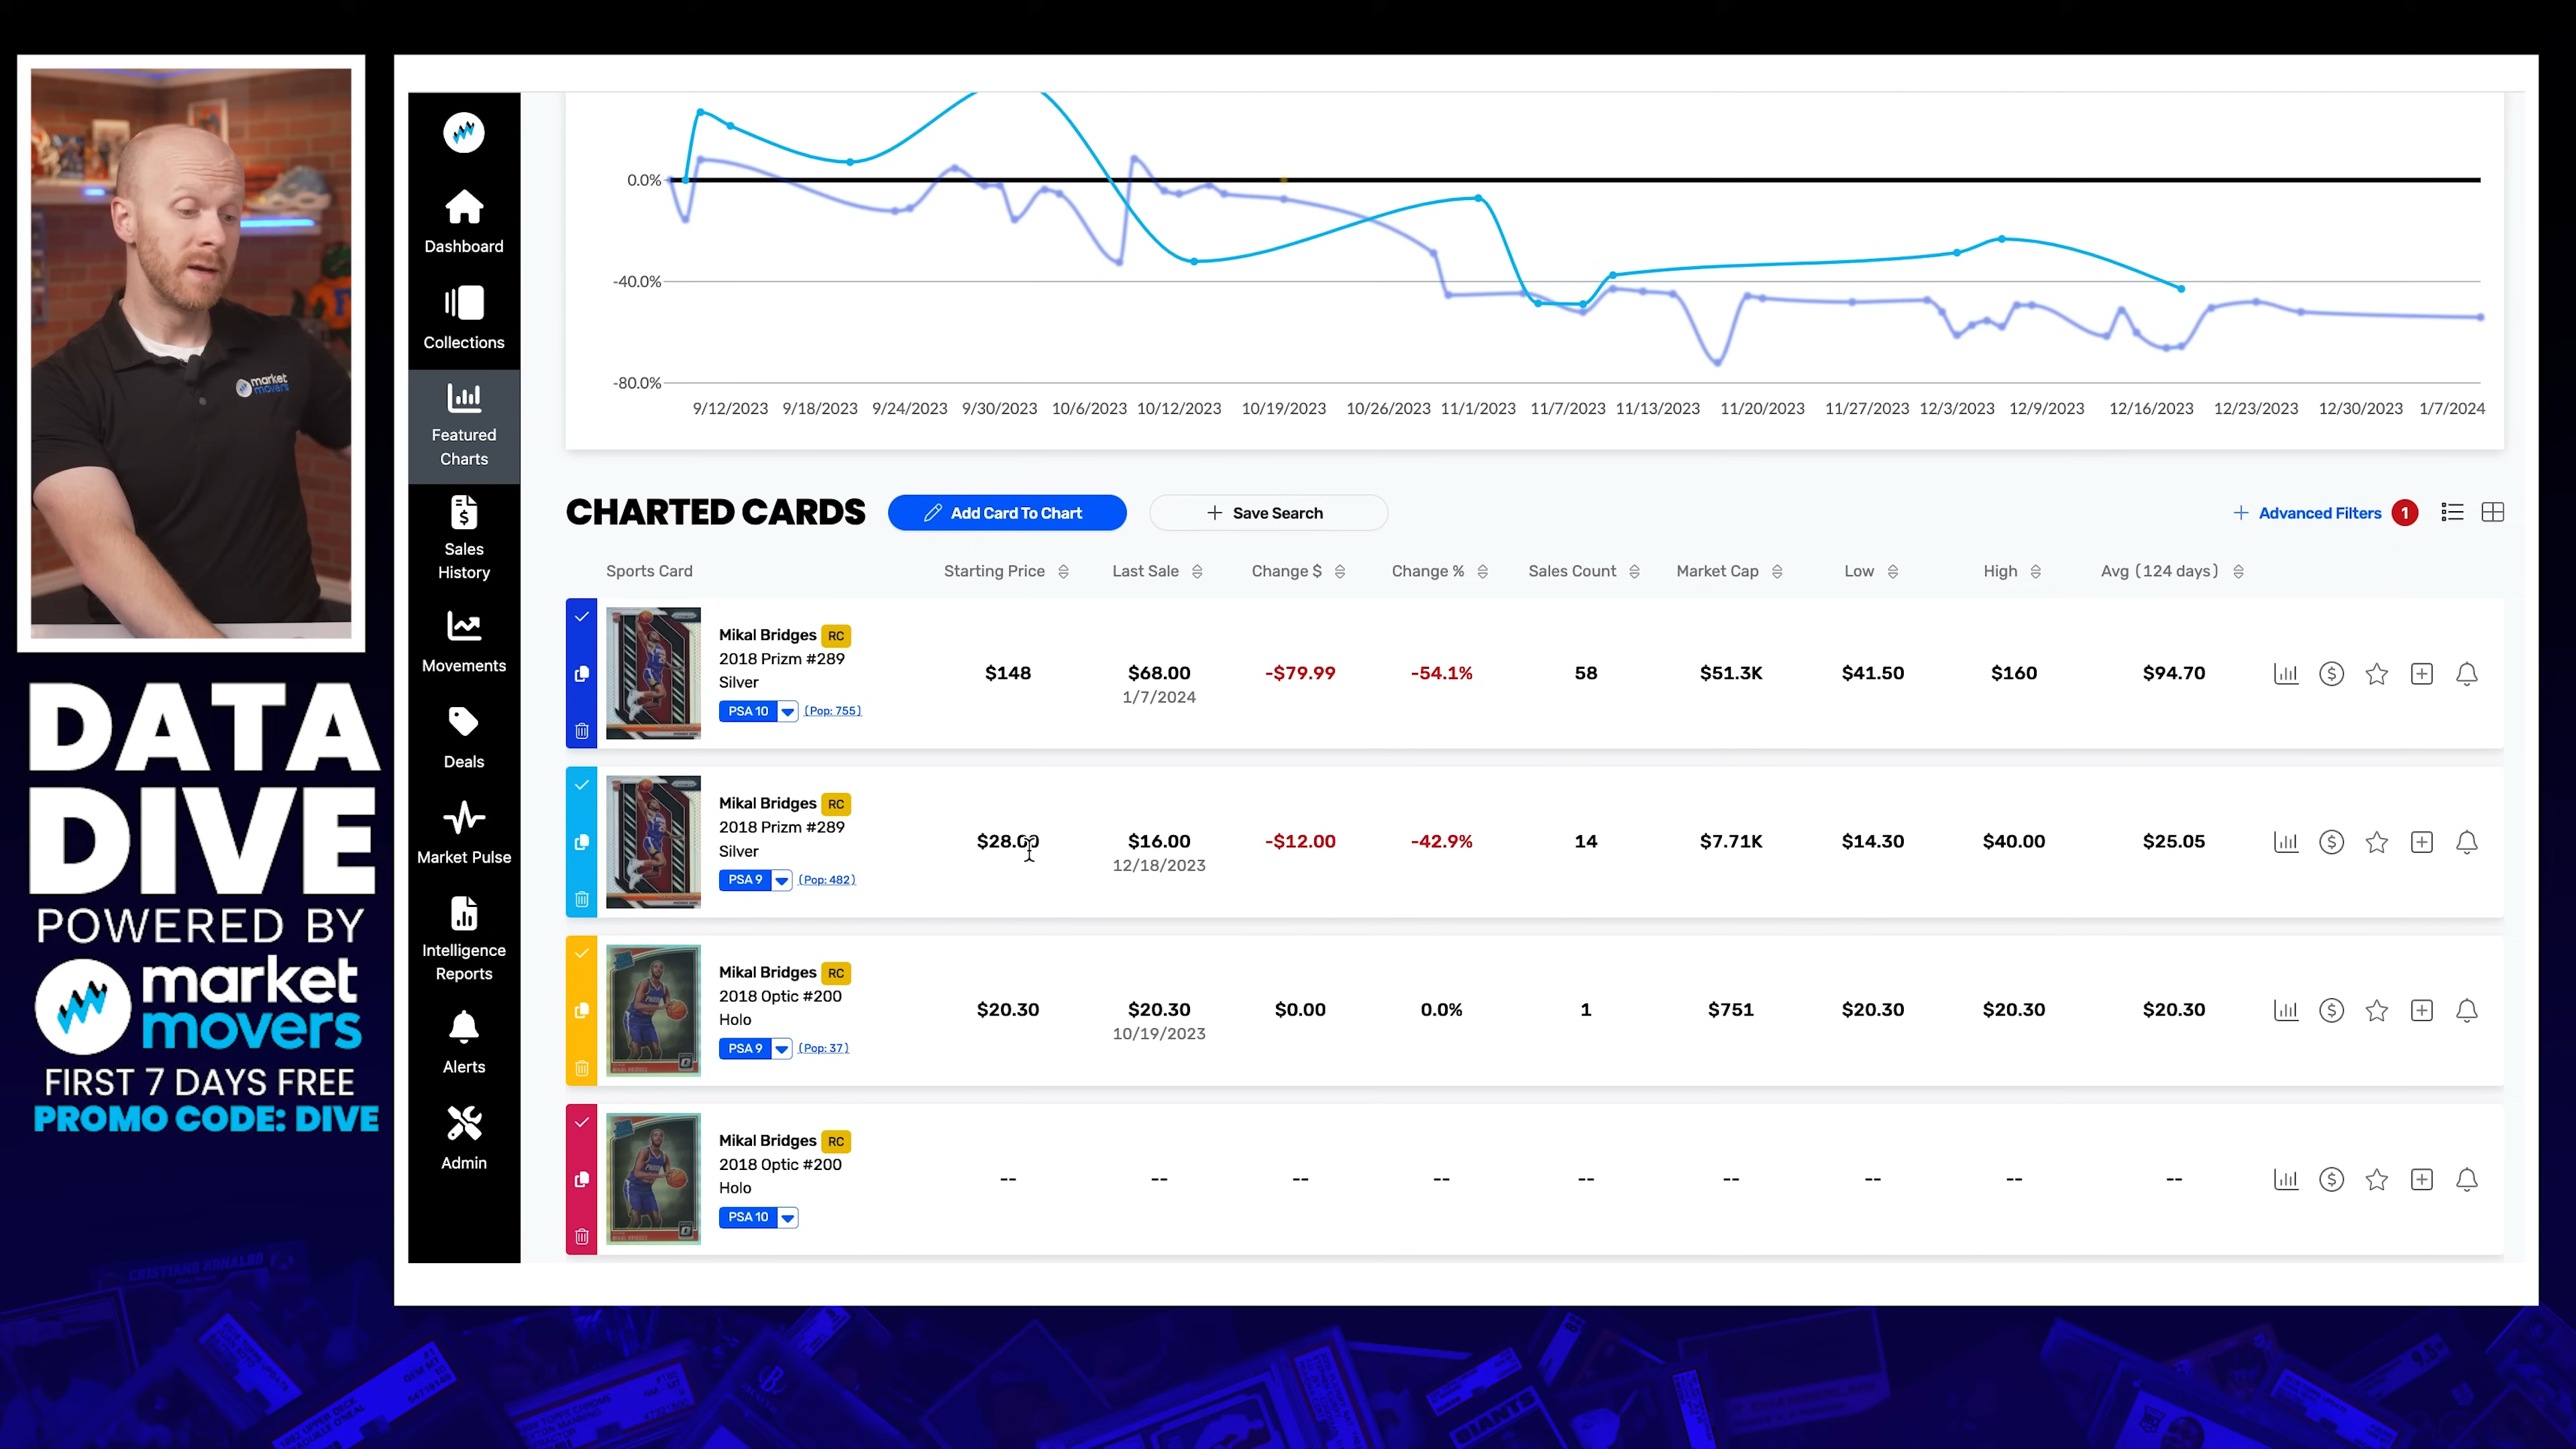 market
movers
DATA
DIVE
POWERED BY
market
movers
FIRST 7 DAYS FREE
PROMO CODE: DIVE
Dashboard
Collections
Featured
Charts
Sales
History
Movements
Deals
Market Pulse
Intelligence
Reports
Alerts
Admin
0.0%
-40.0%
-80.0%
9/12/2023 9/18/2023 9/24/2023 9/30/2023 10/6/2023 10/12/2023 10/19/2023 10/26/2023 11/1/2023 11/7/2023 11/13/2023 11/20/2023 11/27/2023 12/3/2023 12/9/2023 12/16/2023 12/23/2023 12/30/2023 1/7/2024
CHARTED CARDS Add Card To Chart + Save Search + Advanced Filters 1
Sports Card Starting Price Last Sale Change $ Change % Sales Count Market Cap Low High Avg (124 days)
Mikal Bridges RC
2018 Prizm #289
Silver
PSA 10 (Pop: 755)
$148 $68.00 -$79.99 -54.1% 58 $51.3K $41.50 $160 $94.70
1/7/2024
Mikal Bridges RC
2018 Prizm #289
Silver
PSA 9 (Pop: 482)
$28.00 $16.00 -$12.00 -42.9% 14 $7.71K $14.30 $40.00 $25.05
12/18/2023
Mikal Bridges RC
2018 Optic #200
Holo
PSA 9 (Pop: 37)
$20.30 $20.30 $0.00 0.0% 1 $751 $20.30 $20.30 $20.30
10/19/2023
Mikal Bridges RC
2018 Optic #200
Holo
PSA 10
-- -- -- -- -- -- -- -- --
CRISTIANO RONALDO
GIANTS